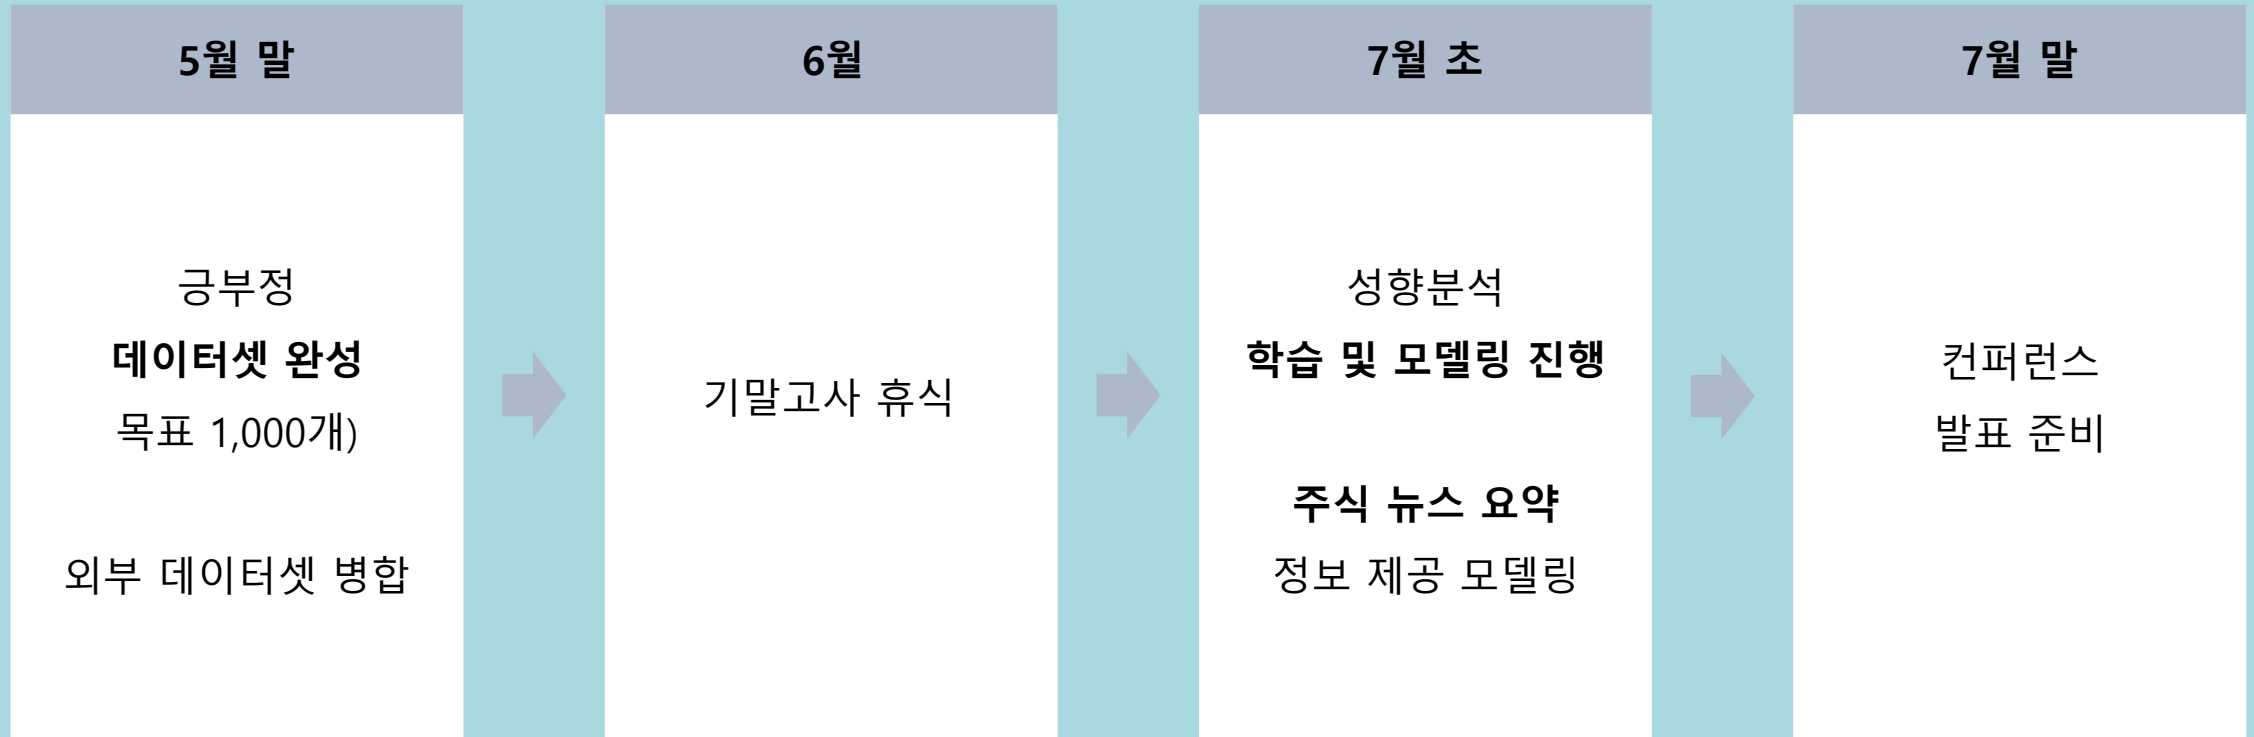 5월 말
긍부정
데이터셋 완성
목표 1,000개)
외부 데이터셋 병합
6월
기말고사 휴식
7월 초
성향분석
학습 및 모델링 진행
주식 뉴스 요약
정보 제공 모델링
7월 말
컨퍼런스
발표 준비